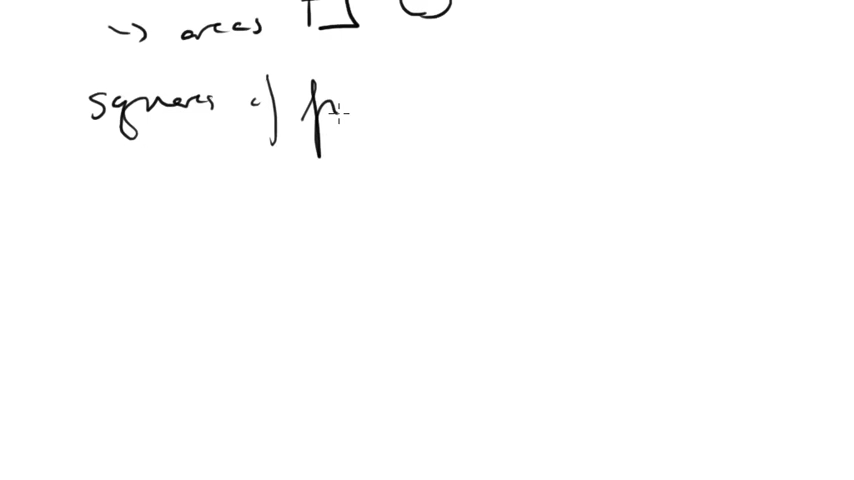 → areas
squares of p